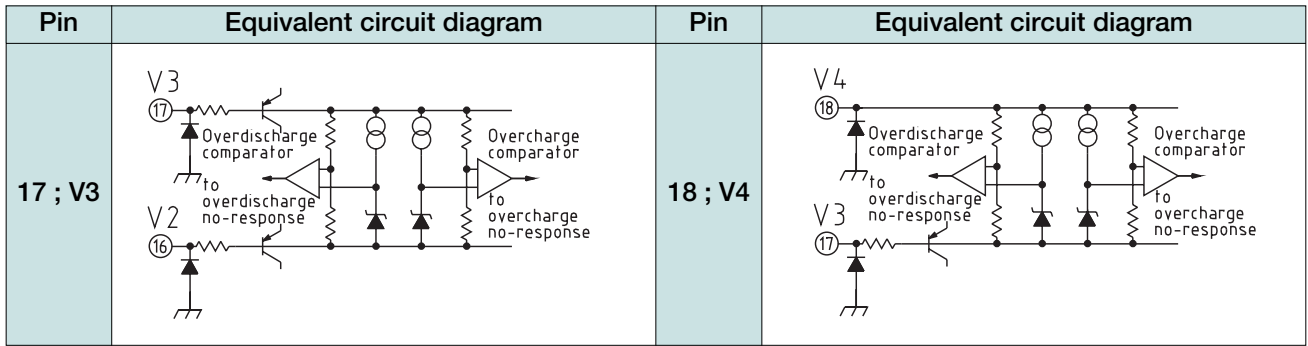 Pin
Equivalent circuit diagram
Pin
Equivalent circuit diagram
17 ; V3
V3
17
Overdischarge
comparator
to
overdischarge
no-response
Overcharge
comparator
to
overcharge
no-response
V2
16
18 ; V4
V4
18
Overdischarge
comparator
to
overdischarge
no-response
Overcharge
comparator
to
overcharge
no-response
V3
17